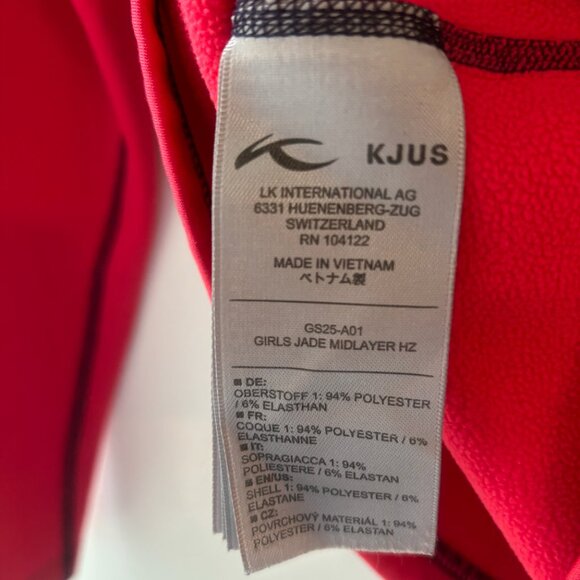 KJUS
LK INTERNATIONAL AG
6331 HUENENBERG-ZUG
SWITZERLAND
RN 104122
MADE IN VIETNAM
ベトナム製
GS25-A01
GIRLS JADE MIDLAYER HZ
DE:
OBERSTOFF 1: 94% POLYESTER
/ 6% ELASTHAN
FR:
COQUE 1: 94% POLYESTER / 6%
ELASTHANNE
IT:
SOPRAGIACCA 1: 94%
POLIESTERE / 6% ELASTAN
EN/US:
SHELL 1: 94% POLYESTER / 6%
ELASTANE
CZ:
POVRCHOVÝ MATERIÁL 1: 94%
POLYESTER / 6% ELASTAN